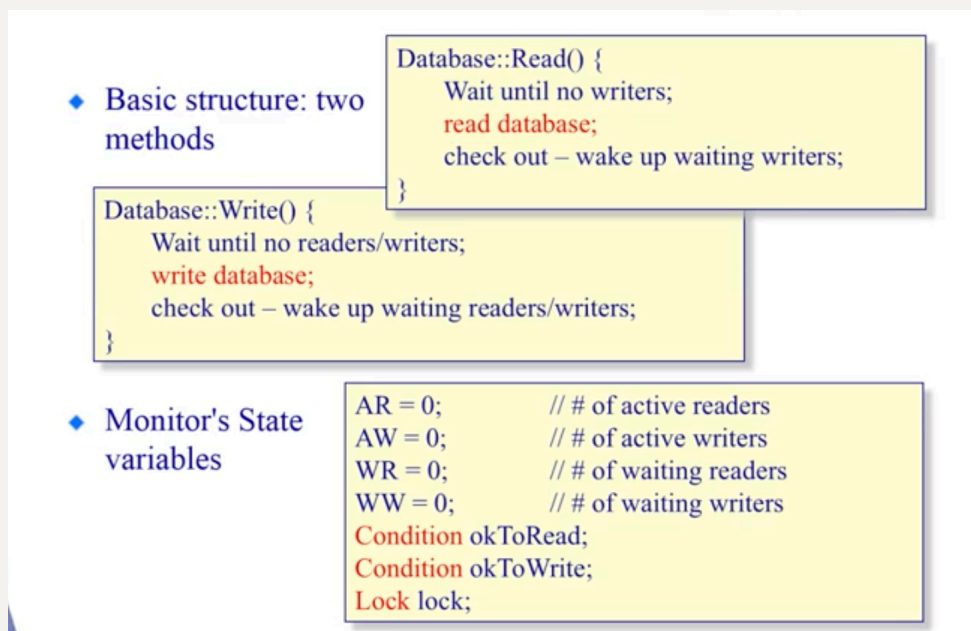 Basic structure: two
methods
Database::Read() {
Wait until no writers;
read database;
check out – wake up waiting writers;
}
Database::Write() {
Wait until no readers/writers;
write database;
check out – wake up waiting readers/writers;
}
Monitor's State
variables
AR = 0; // # of active readers
AW = 0; // # of active writers
WR = 0; // # of waiting readers
WW = 0; // # of waiting writers
Condition okToRead;
Condition okToWrite;
Lock lock;